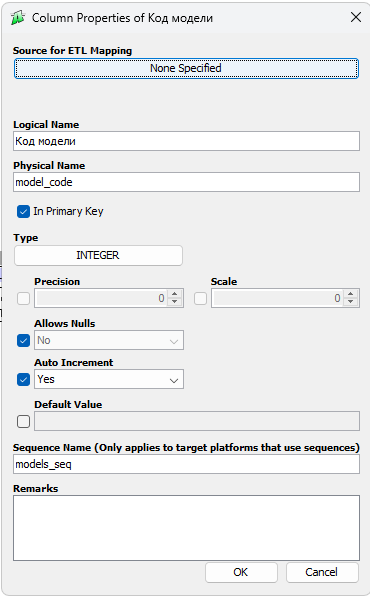 Column Properties of Код модели
Source for ETL Mapping
None Specified
Logical Name
Код модели
Physical Name
model_code
In Primary Key
Type
INTEGER
Precision
Scale
0
0
Allows Nulls
No
Auto Increment
Yes
Default Value
Sequence Name (Only applies to target platforms that use sequences)
models_seq
Remarks
OK
Cancel